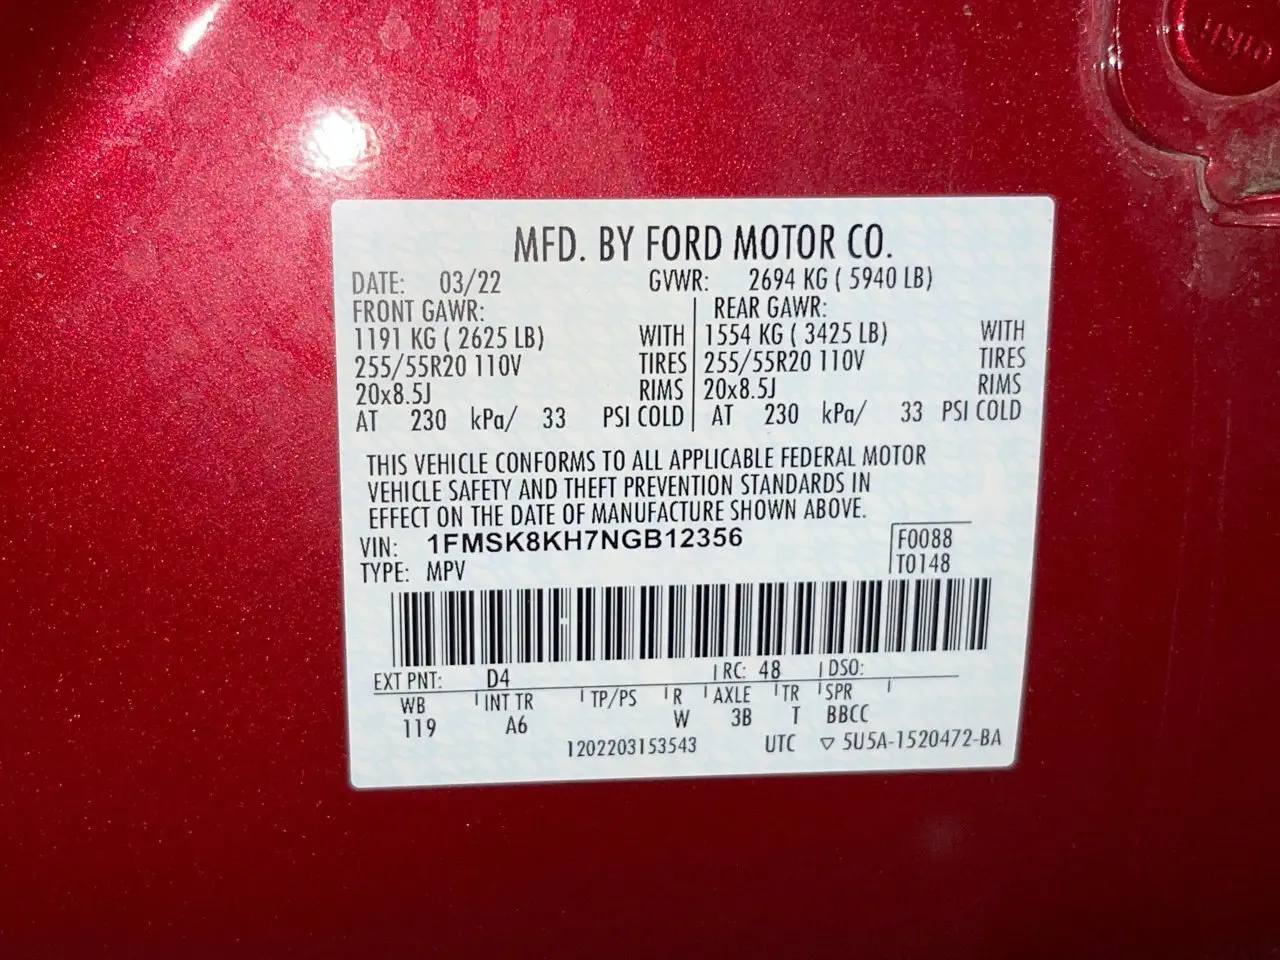 MFD. BY FORD MOTOR CO.
DATE: 03/22 GVWR: 2694 KG ( 5940 LB)
FRONT GAWR: REAR GAWR:
1191 KG ( 2625 LB) WITH 1554 KG ( 3425 LB) WITH
255/55R20 110V TIRES 255/55R20 110V TIRES
20x8.5J RIMS 20x8.5J RIMS
AT 230 kPa/ 33 PSI COLD AT 230 kPa/ 33 PSI COLD
THIS VEHICLE CONFORMS TO ALL APPLICABLE FEDERAL MOTOR
VEHICLE SAFETY AND THEFT PREVENTION STANDARDS IN
EFFECT ON THE DATE OF MANUFACTURE SHOWN ABOVE.
VIN: 1FMSK8KH7NGB12356 F0088
TYPE: MPV T0148
EXT PNT: D4 RC: 48 DSO:
WB INT TR TP/PS R AXLE TR SPR
119 A6 W 3B T BBCC
1202203153543 UTC ▽ 5U5A-1520472-BA